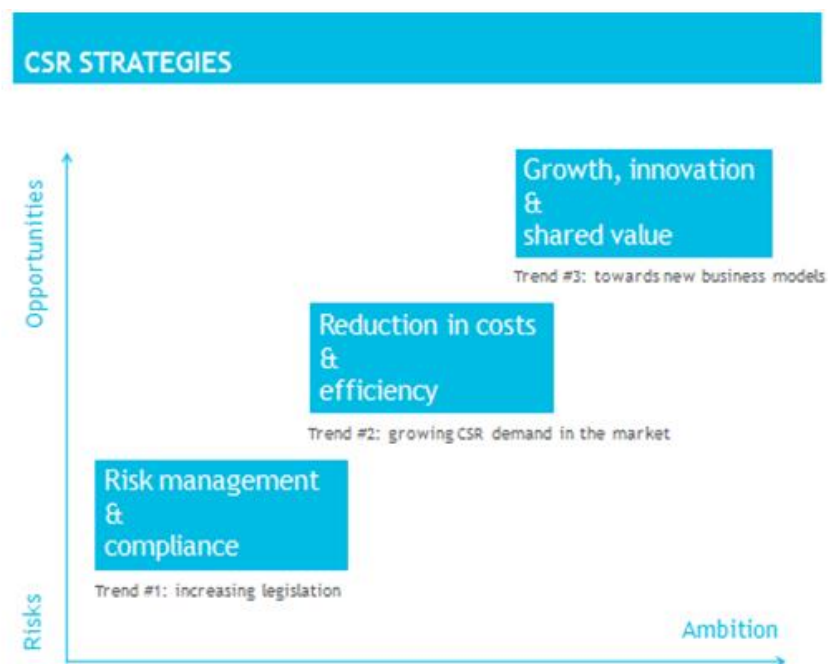 CSR STRATEGIES
Opportunities
Growth, innovation
&
shared value
Trend #3: towards new business models
Reduction in costs
&
efficiency
Trend #2: growing CSR demand in the market
Risk management
&
compliance
Trend #1: increasing legislation
Risks
Ambition